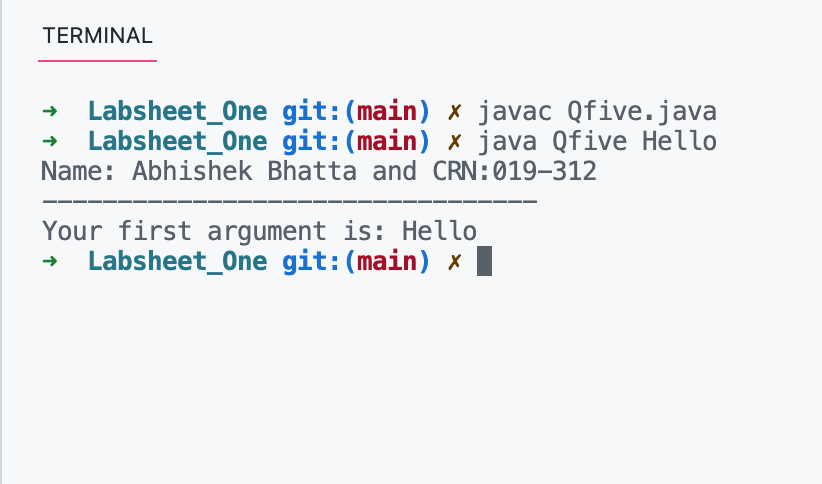 TERMINAL
➜  Labsheet_One git:(main) ✗ javac Qfive.java
➜  Labsheet_One git:(main) ✗ java Qfive Hello
Name: Abhishek Bhatta and CRN:019-312
---------------------------------
Your first argument is: Hello
➜  Labsheet_One git:(main) ✗